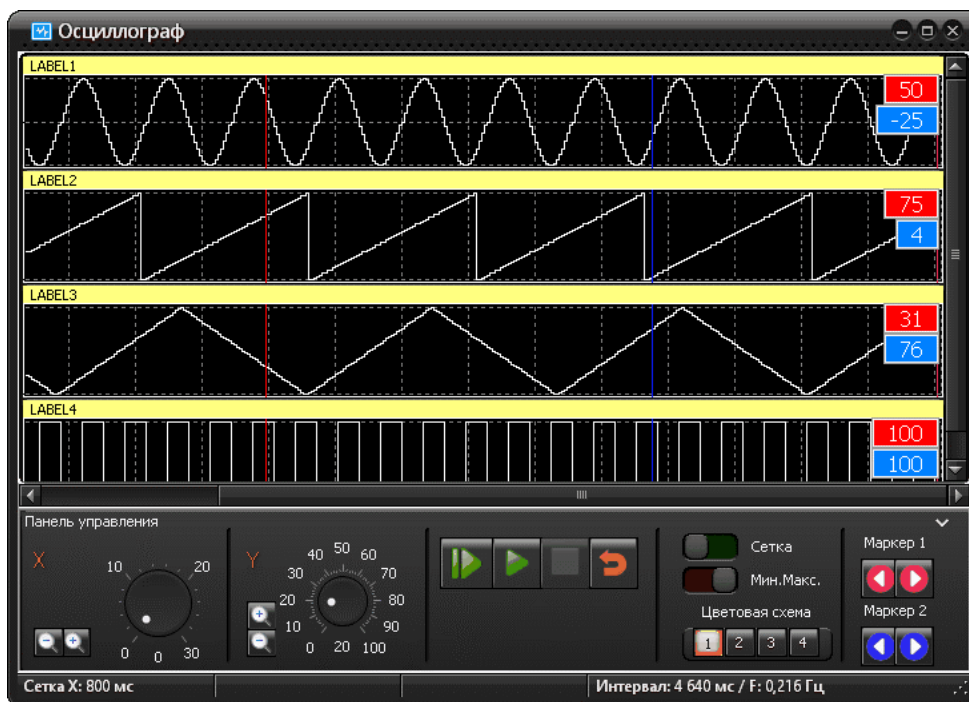 Осциллограф
LABEL1
50
-25
LABEL2
75
4
LABEL3
31
76
LABEL4
100
100
Панель управления
X
10 20
0 0 30
Y
40 50 60
30 70
20 80
10 90
0 20 100
Сетка
Мин.Макс.
Цветовая схема
1 2 3 4
Маркер 1
Маркер 2
Сетка X: 800 мс
Интервал: 4 640 мс / F: 0,216 Гц